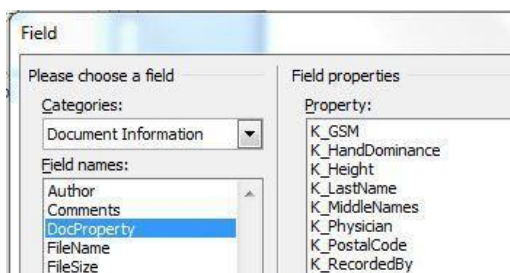 Field
Please choose a field
Categories:
Document Information
Field names:
Author
Comments
DocProperty
FileName
FileSize
Field properties
Property:
K_GSM
K_HandDominance
K_Height
K_LastName
K_MiddleNames
K_Physician
K_PostalCode
K_RecordedBy